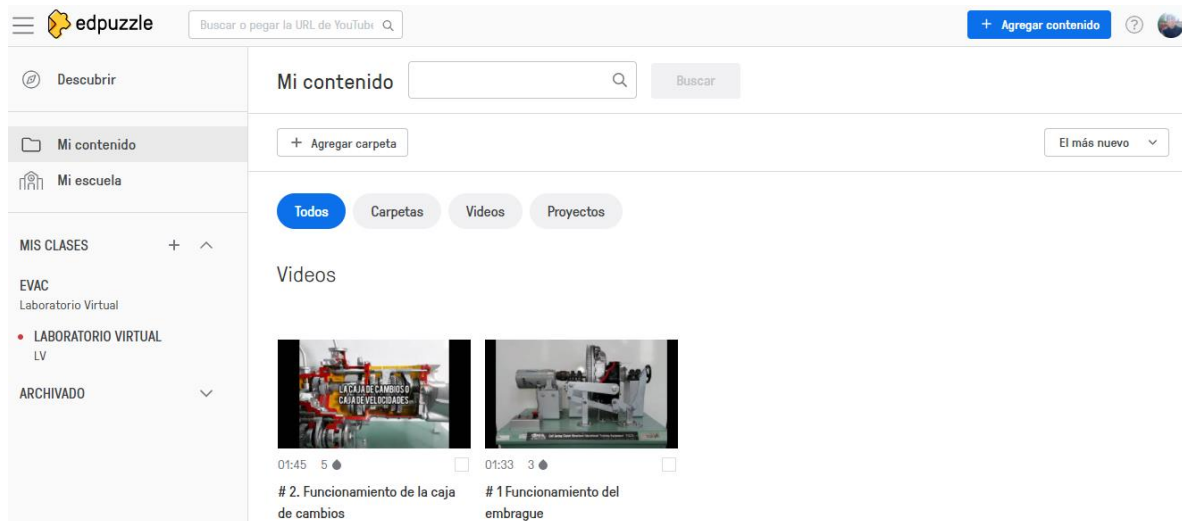 edpuzzle
Buscar o pegar la URL de YouTube
+ Agregar contenido
?
Descubrir
Mi contenido
Buscar
Mi contenido
+ Agregar carpeta
El más nuevo
Mi escuela
Todos
Carpetas
Videos
Proyectos
MIS CLASES +
Videos
EVAC
Laboratorio Virtual
LABORATORIO VIRTUAL
LV
ARCHIVADO
LA CAJA DE CAMBIOS O
CAJA DE VELOCIDADES
01:45 5
01:33 3
# 2. Funcionamiento de la caja
de cambios
# 1 Funcionamiento del
embrague